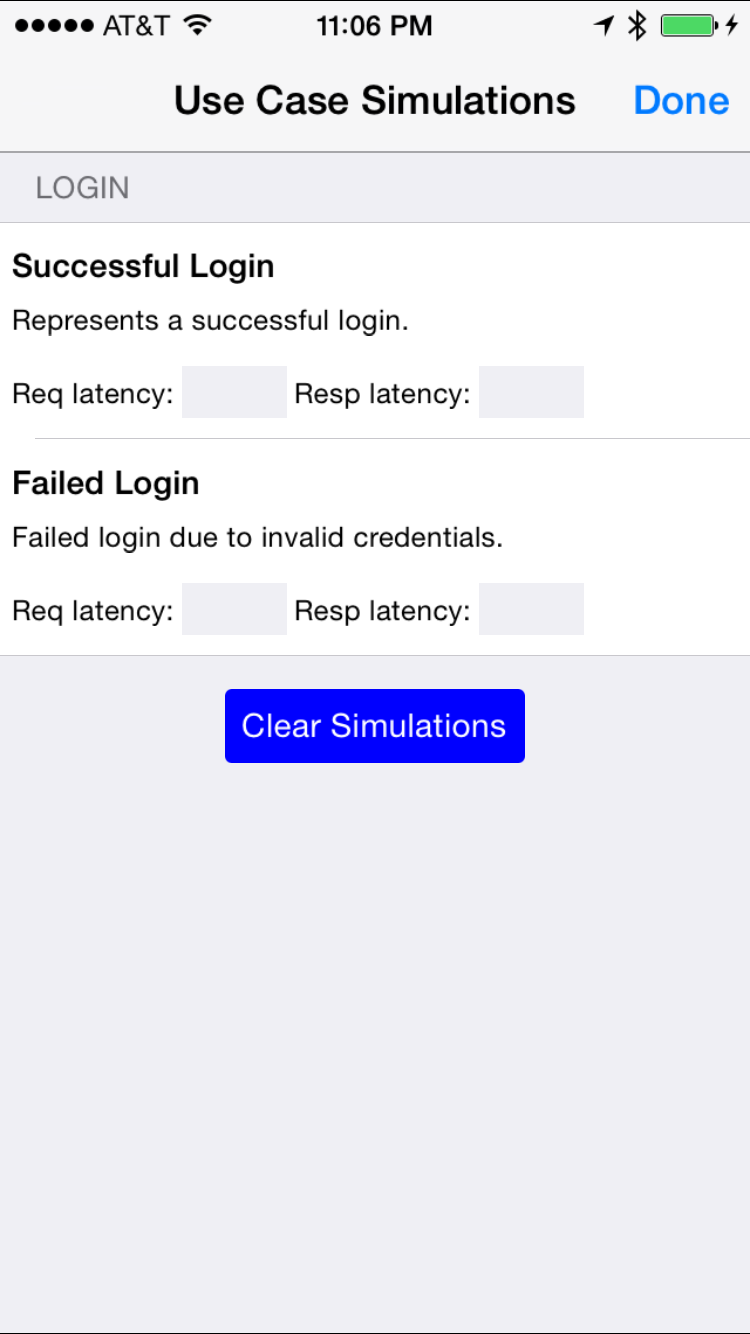 AT&T 11:06 PM
Use Case Simulations Done
LOGIN
Successful Login
Represents a successful login.
Req latency: Resp latency:
Failed Login
Failed login due to invalid credentials.
Req latency: Resp latency:
Clear Simulations